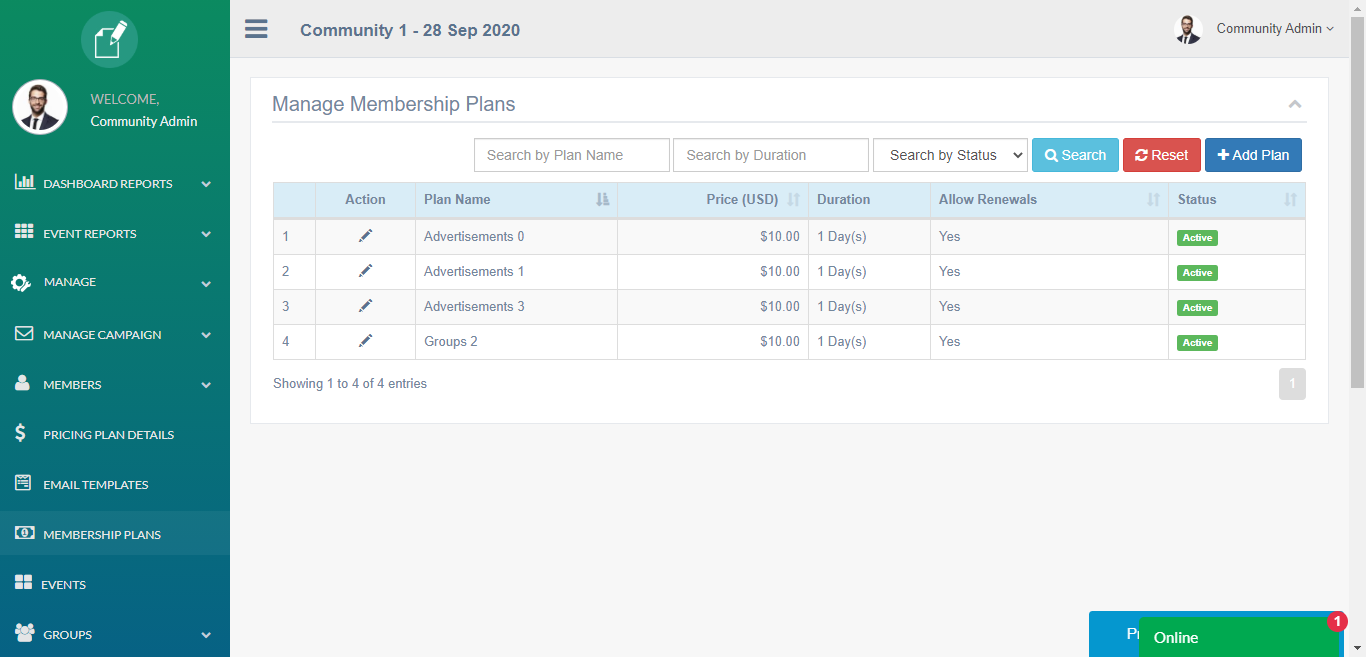 Community 1 - 28 Sep 2020
Community Admin
WELCOME,
Community Admin
DASHBOARD REPORTS
EVENT REPORTS
MANAGE
MANAGE CAMPAIGN
MEMBERS
PRICING PLAN DETAILS
EMAIL TEMPLATES
MEMBERSHIP PLANS
EVENTS
GROUPS
Manage Membership Plans
Search by Plan Name Search by Duration Search by Status Search Reset Add Plan
Action Plan Name Price (USD) Duration Allow Renewals Status
1 Advertisements 0 $10.00 1 Day(s) Yes Active
2 Advertisements 1 $10.00 1 Day(s) Yes Active
3 Advertisements 3 $10.00 1 Day(s) Yes Active
4 Groups 2 $10.00 1 Day(s) Yes Active
Showing 1 to 4 of 4 entries
1
1
Online